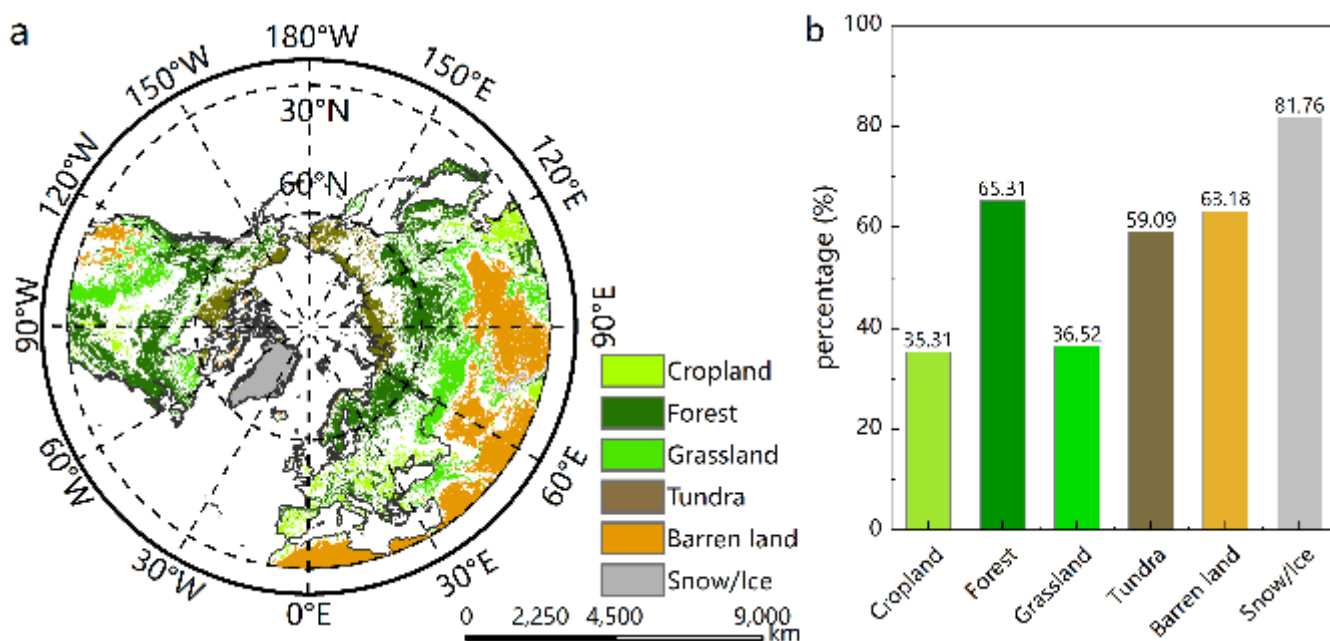 a
180°W
150°W
150°E
30°N
120°W
120°E
60°N
90°W
90°E
60°W
60°E
30°W
30°E
0°E
Cropland
Forest
Grassland
Tundra
Barren land
Snow/Ice
0 2,250 4,500 9,000
km
b
percentage (%)
100
80
60
40
20
0
35.31
65.31
36.52
59.09
63.18
81.76
Cropland
Forest
Grassland
Tundra
Barren land
Snow/Ice